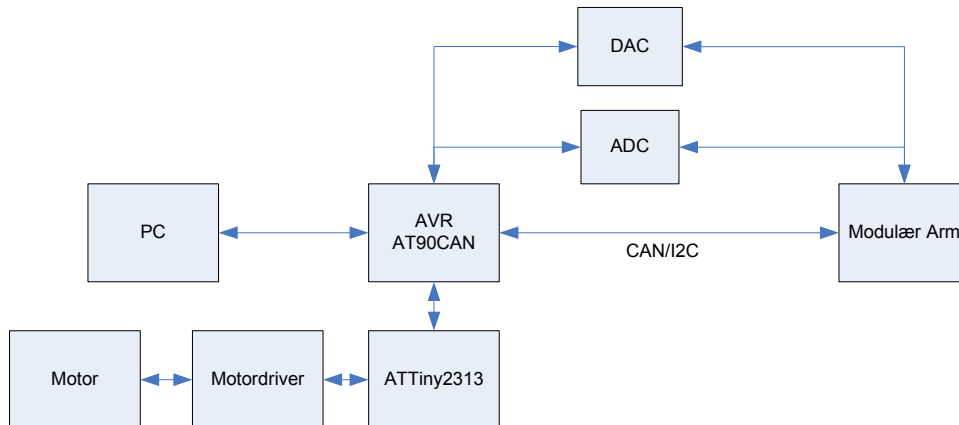 DAC
ADC
PC
AVR
AT90CAN
CAN/I2C
Modulær Arm
Motor
Motordriver
ATTiny2313